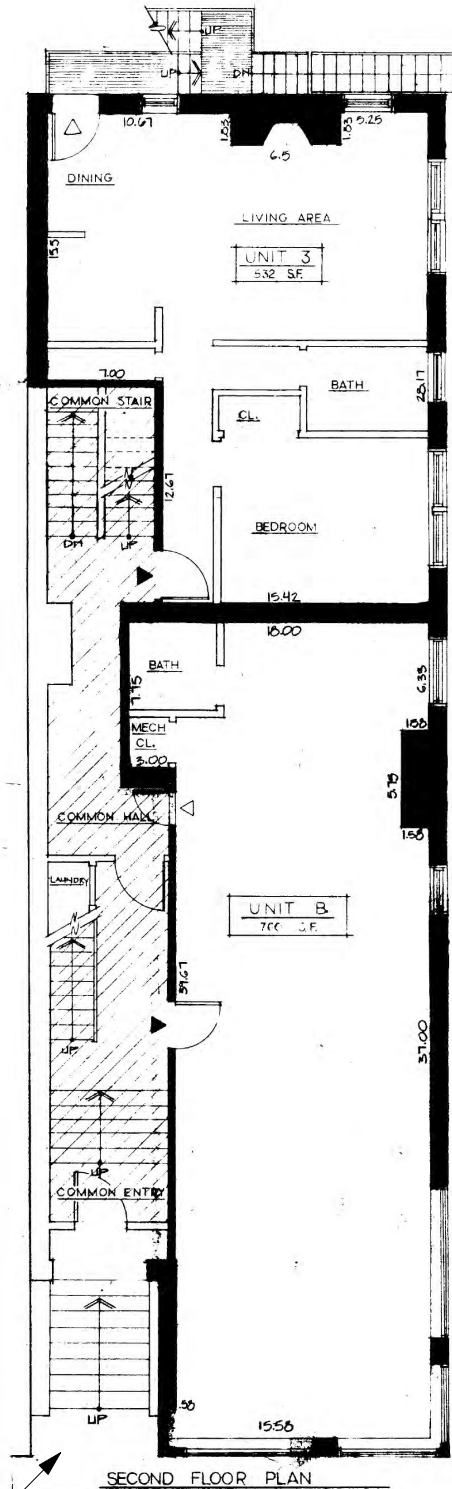 UP
UP
DN
10.67
1.83
6.5
1.83
5.25
DINING
LIVING AREA
15.5
UNIT 3
532 S.F.
7.00
28.17
BATH
COMMON STAIR
CL.
12.67
BEDROOM
DN
UP
15.42
18.00
BATH
7.75
6.33
MECH
CL.
3.00
1.58
5.75
1.58
COMMON HALL
LAUNDRY
UNIT B
S.F.
39.67
37.00
UP
UP
COMMON ENTRY
UP
.58
15.58
SECOND FLOOR PLAN